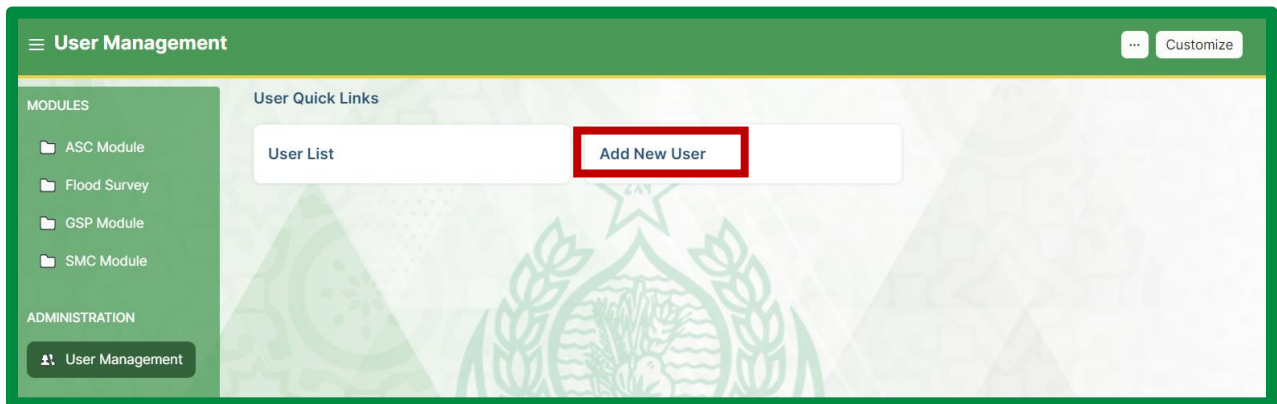 User Management
... Customize
MODULES
ASC Module
Flood Survey
GSP Module
SMC Module
ADMINISTRATION
User Management
User Quick Links
User List
Add New User